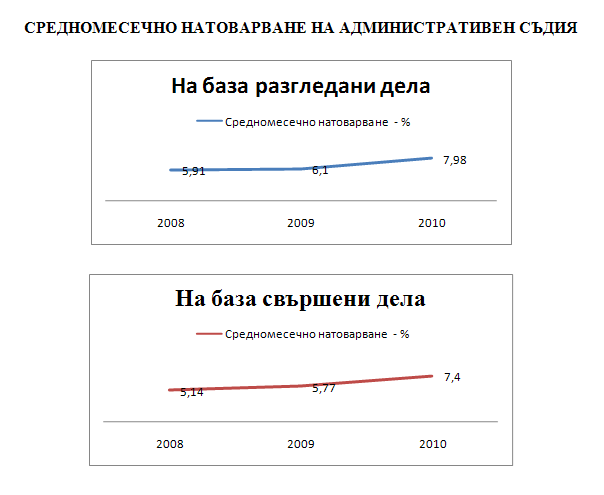 СРЕДНОМЕСЕЧНО НАТОВАРВАНЕ НА АДМИНИСТРАТИВЕН СЪДИЯ
На база разгледани дела
Средномесечно натоварване - %
5,91 6,1 7,98
2008 2009 2010
На база свършени дела
Средномесечно натоварване - %
5,14 5,77 7,4
2008 2009 2010